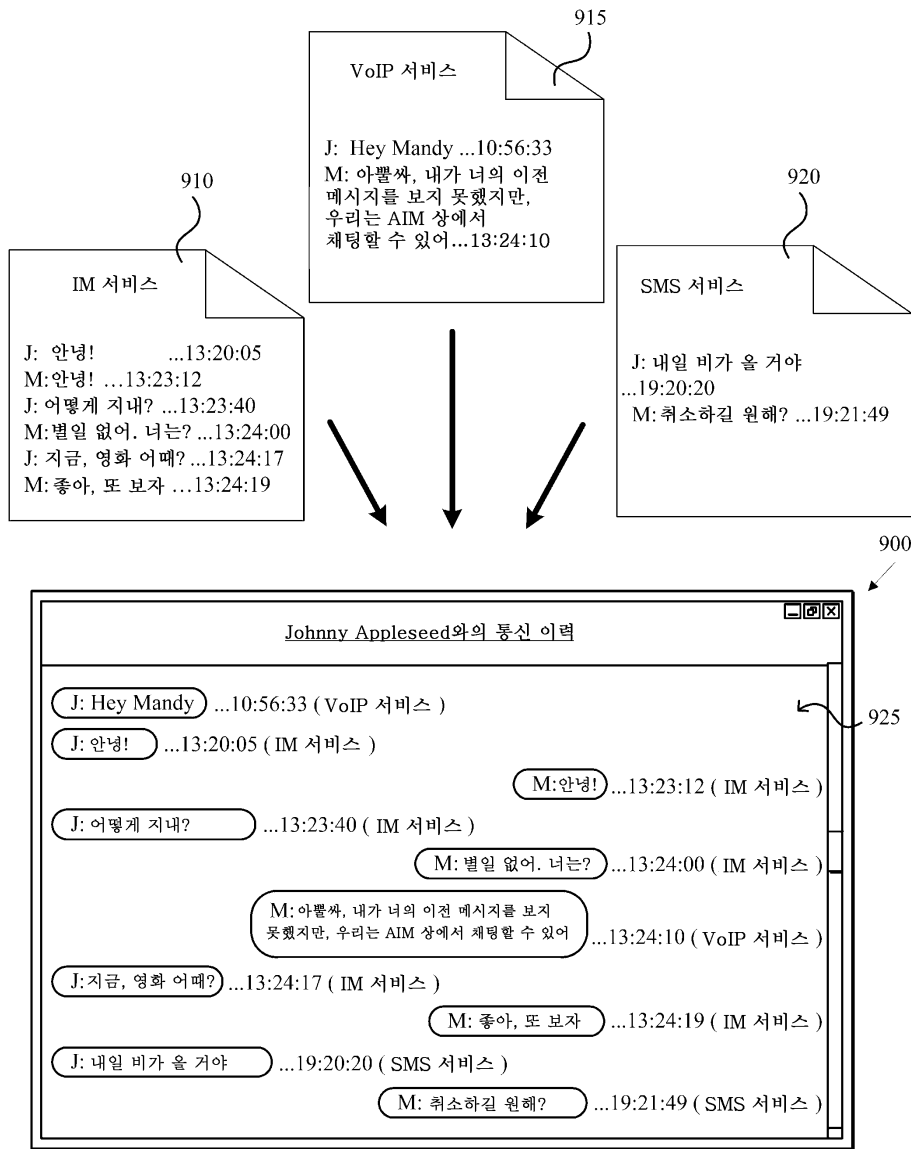 915
VoIP 서비스
J: Hey Mandy ...10:56:33
M: 아뿔싸, 내가 너의 이전
메시지를 보지 못했지만,
우리는 AIM 상에서
채팅할 수 있어...13:24:10
910
IM 서비스
J: 안녕! ...13:20:05
M:안녕! ...13:23:12
J: 어떻게 지내? ...13:23:40
M:별일 없어. 너는? ...13:24:00
J: 지금, 영화 어때? ...13:24:17
M: 좋아, 또 보자 ...13:24:19
920
SMS 서비스
J: 내일 비가 올 거야
...19:20:20
M:취소하길 원해? ...19:21:49
900
Johnny Appleseed와의 통신 이력
J: Hey Mandy ...10:56:33 ( VoIP 서비스 )
925
J: 안녕! ...13:20:05 ( IM 서비스 )
M:안녕! ...13:23:12 ( IM 서비스 )
J: 어떻게 지내? ...13:23:40 ( IM 서비스 )
M: 별일 없어. 너는? ...13:24:00 ( IM 서비스 )
M:아뿔싸, 내가 너의 이전 메시지를 보지
못했지만, 우리는 AIM 상에서 채팅할 수 있어 ...13:24:10 ( VoIP 서비스 )
J:지금, 영화 어때? ...13:24:17 ( IM 서비스 )
M: 좋아, 또 보자 ...13:24:19 ( IM 서비스 )
J: 내일 비가 올 거야 ...19:20:20 ( SMS 서비스 )
M: 취소하길 원해? ...19:21:49 ( SMS 서비스 )